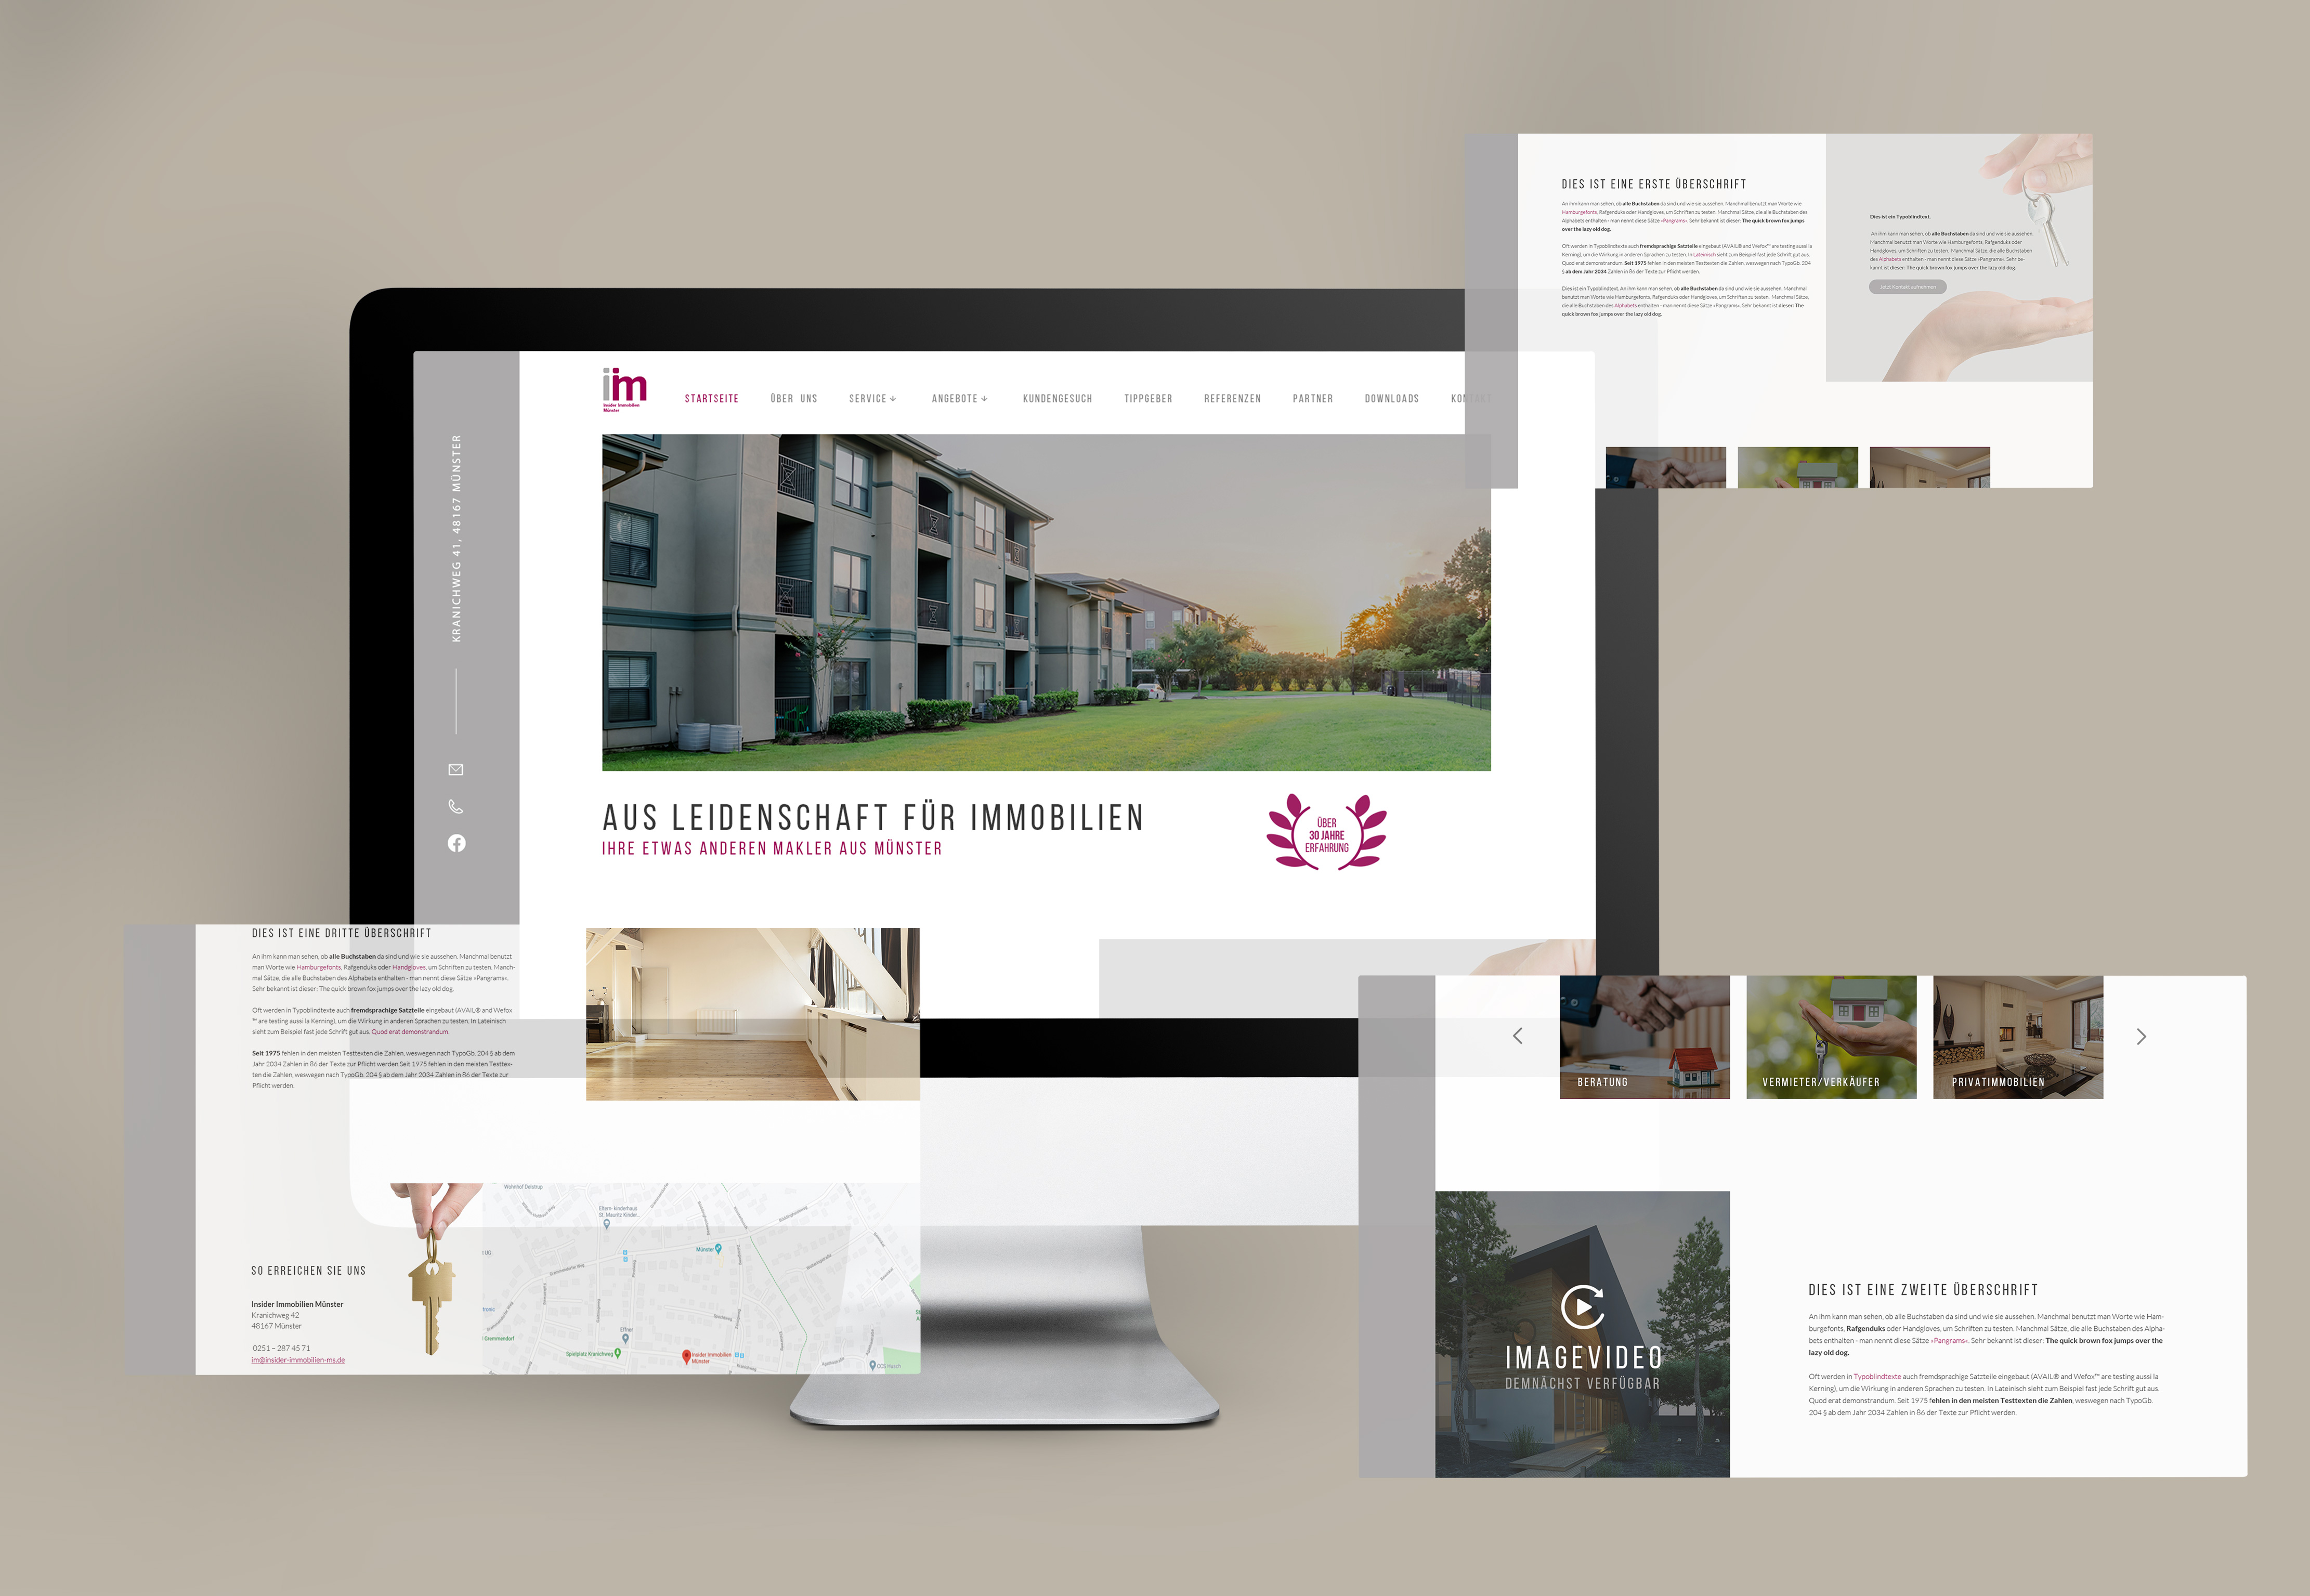 im
Insider Immobilien
Münster
STARTSEITE
ÜBER UNS
SERVICE
ANGEBOTE
KUNDENGESUCH
TIPPGEBER
REFERENZEN
PARTNER
DOWNLOADS
KONTAKT
KRANICHWEG 41, 48167 MÜNSTER
AUS LEIDENSCHAFT FÜR IMMOBILIEN
IHRE ETWAS ANDEREN MAKLER AUS MÜNSTER
ÜBER
30 JAHRE
ERFAHRUNG
DIES IST EINE ERSTE ÜBERSCHRIFT
An ihm kann man sehen, ob alle Buchstaben da sind und wie sie aussehen. Manchmal benutzt man Worte wie
Hamburgefonts, Rafgenduks oder Handgloves, um Schriften zu testen. Manchmal Sätze, die alle Buchstaben des
Alphabets enthalten - man nennt diese Sätze »Pangrams«. Sehr bekannt ist dieser: The quick brown fox jumps
over the lazy old dog.
Oft werden in Typoblindtexte auch fremdsprachige Satzteile eingebaut (AVAIL® and Wefox™ are testing aussi la
Kerning), um die Wirkung in anderen Sprachen zu testen. In Lateinisch sieht zum Beispiel fast jede Schrift gut aus.
Quod erat demonstrandum. Seit 1975 fehlen in den meisten Testtexten die Zahlen, weswegen nach TypoGb. 204
§ ab dem Jahr 2034 Zahlen in 86 der Texte zur Pflicht werden.
Dies ist ein Typoblindtext. An ihm kann man sehen, ob alle Buchstaben da sind und wie sie aussehen. Manchmal
benutzt man Worte wie Hamburgefonts, Rafgenduks oder Handgloves, um Schriften zu testen. Manchmal Sätze,
die alle Buchstaben des Alphabets enthalten - man nennt diese Sätze »Pangrams«. Sehr bekannt ist dieser: The
quick brown fox jumps over the lazy old dog.
Dies ist ein Typoblindtext.
An ihm kann man sehen, ob alle Buchstaben da sind und wie sie aussehen.
Manchmal benutzt man Worte wie Hamburgefonts, Rafgenduks oder
Handgloves, um Schriften zu testen. Manchmal Sätze, die alle Buchstaben
des Alphabets enthalten - man nennt diese Sätze »Pangrams«. Sehr be-
kannt ist dieser: The quick brown fox jumps over the lazy old dog.
Jetzt Kontakt aufnehmen
DIES IST EINE DRITTE ÜBERSCHRIFT
An ihm kann man sehen, ob alle Buchstaben da sind und wie sie aussehen. Manchmal benutzt
man Worte wie Hamburgefonts, Rafgenduks oder Handgloves, um Schriften zu testen. Manch-
mal Sätze, die alle Buchstaben des Alphabets enthalten - man nennt diese Sätze »Pangrams«.
Sehr bekannt ist dieser: The quick brown fox jumps over the lazy old dog.
Oft werden in Typoblindtexte auch fremdsprachige Satzteile eingebaut (AVAIL® and Wefox
™ are testing aussi la Kerning), um die Wirkung in anderen Sprachen zu testen. In Lateinisch
sieht zum Beispiel fast jede Schrift gut aus. Quod erat demonstrandum.
Seit 1975 fehlen in den meisten Testtexten die Zahlen, weswegen nach TypoGb. 204 § ab dem
Jahr 2034 Zahlen in 86 der Texte zur Pflicht werden.Seit 1975 fehlen in den meisten Testtex-
ten die Zahlen, weswegen nach TypoGb. 204 § ab dem Jahr 2034 Zahlen in 86 der Texte zur
Pflicht werden.
SO ERREICHEN SIE UNS
Insider Immobilien Münster
Kranichweg 42
48167 Münster
0251 – 287 45 71
im@insider-immobilien-ms.de
Wohnhof Delstrup
Eltern- kinderhaus
St. Mauritz Kinder...
Münster
Gremmendorfer Weg
Effner
Spielplatz Kranichweg
Insider Immobilien
Münster
Gremmendorf
Kranichweg
CCS Husch
BERATUNG
VERMIETER/VERKÄUFER
PRIVATIMMOBILIEN
IMAGEVIDEO
DEMNÄCHST VERFÜGBAR
DIES IST EINE ZWEITE ÜBERSCHRIFT
An ihm kann man sehen, ob alle Buchstaben da sind und wie sie aussehen. Manchmal benutzt man Worte wie Ham-
burgefonts, Rafgenduks oder Handgloves, um Schriften zu testen. Manchmal Sätze, die alle Buchstaben des Alpha-
bets enthalten - man nennt diese Sätze »Pangrams«. Sehr bekannt ist dieser: The quick brown fox jumps over the
lazy old dog.
Oft werden in Typoblindtexte auch fremdsprachige Satzteile eingebaut (AVAIL® and Wefox™ are testing aussi la
Kerning), um die Wirkung in anderen Sprachen zu testen. In Lateinisch sieht zum Beispiel fast jede Schrift gut aus.
Quod erat demonstrandum. Seit 1975 fehlen in den meisten Testtexten die Zahlen, weswegen nach TypoGb.
204 § ab dem Jahr 2034 Zahlen in 86 der Texte zur Pflicht werden.